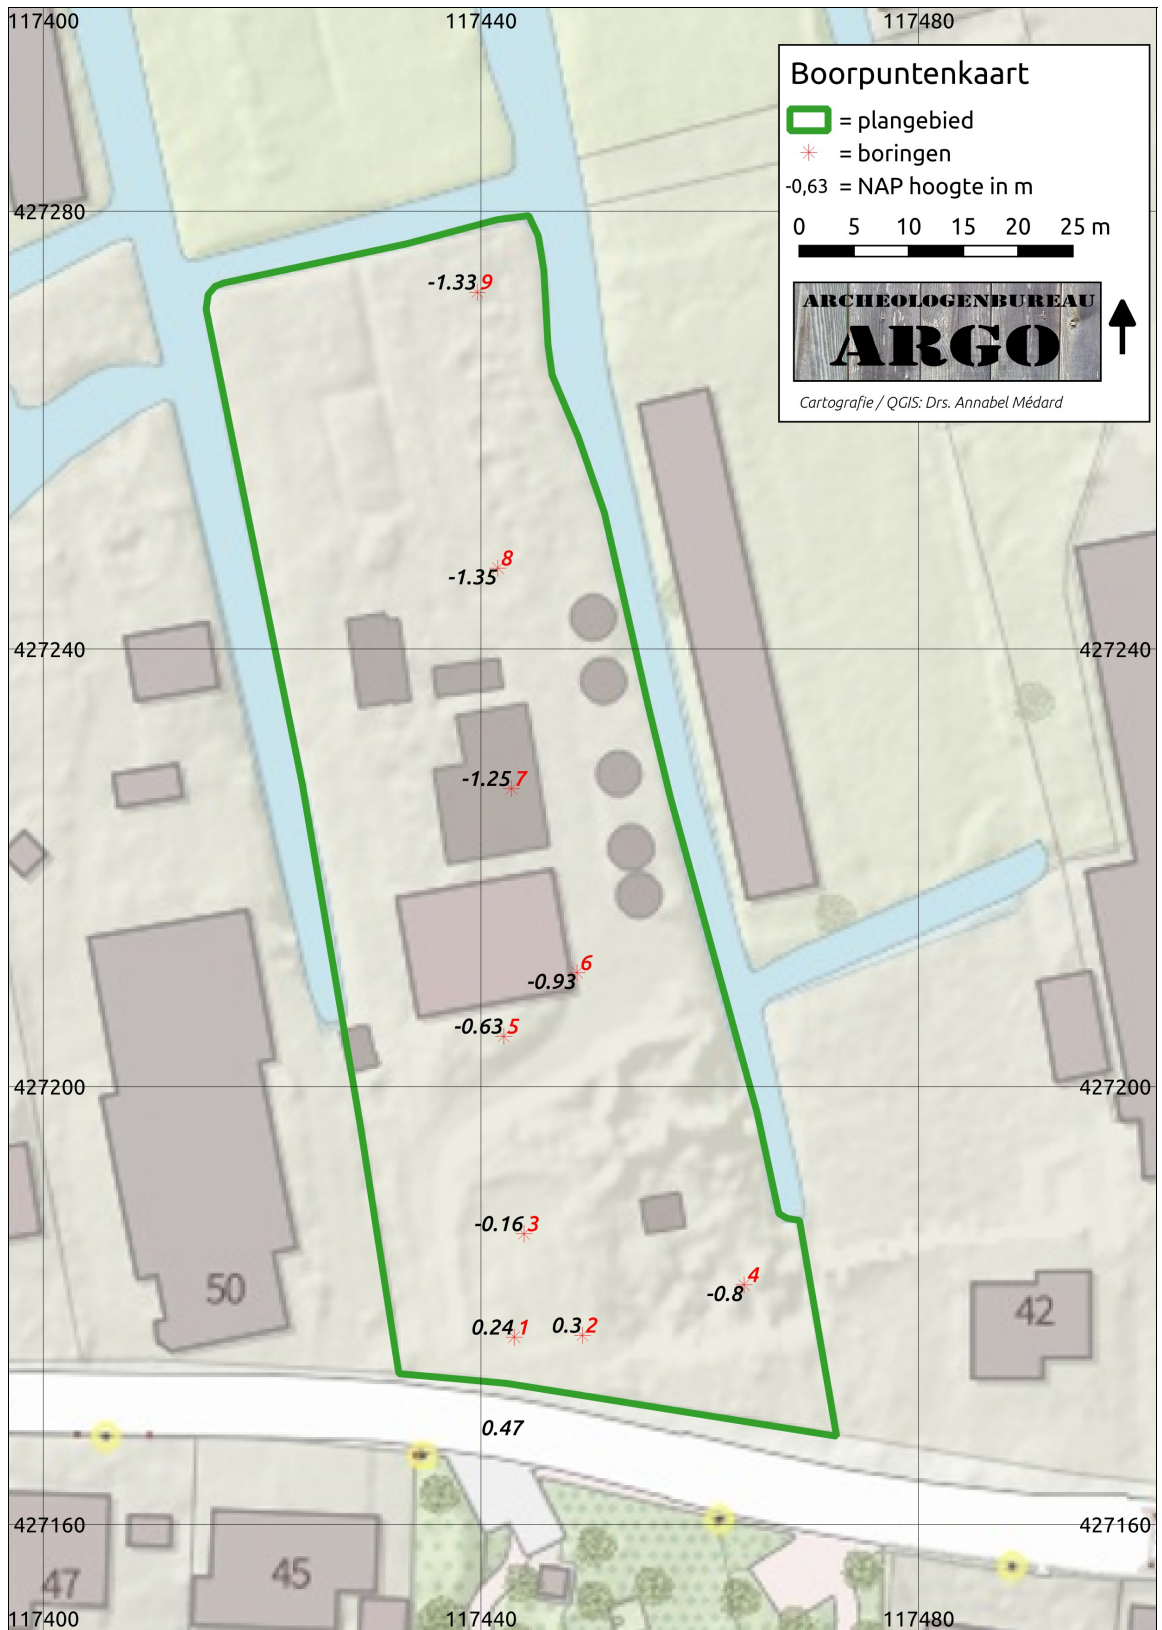 117400 117440 117480
Boorpuntenkaart
= plangebied
= boringen
-0,63 = NAP hoogte in m
0 5 10 15 20 25 m
ARCHEOLOGENBUREAU
ARGO
Cartografie / QGIS: Drs. Annabel Médard
427280
-1.33 9
8
-1.35
427240 427240
-1.25 7
6
-0.93
-0.63 5
427200 427200
-0.16 3
4
-0.8
50
42
0.24 1 0.3 2
0.47
427160 427160
47
45
117400 117440 117480